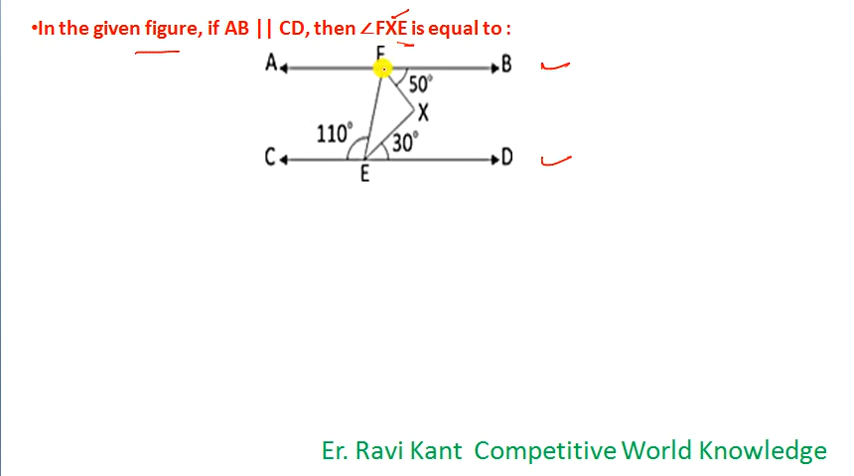 •In the given figure, if AB || CD, then ∠FXE is equal to :
F
A B
50°
X
110° 30°
C D
E
Er. Ravi Kant Competitive World Knowledge